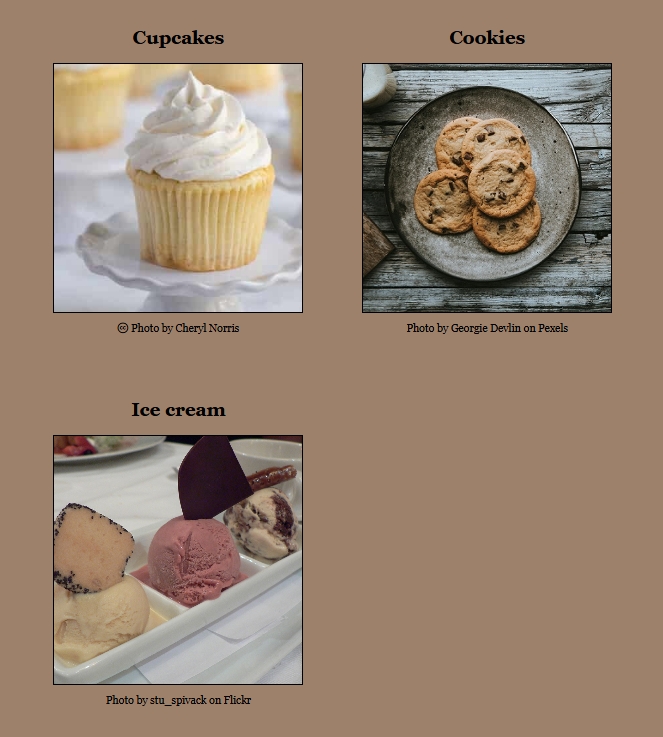 Cupcakes
Cookies
🅭 Photo by Cheryl Norris
Photo by Georgie Devlin on Pexels
Ice cream
Photo by stu_spivack on Flickr